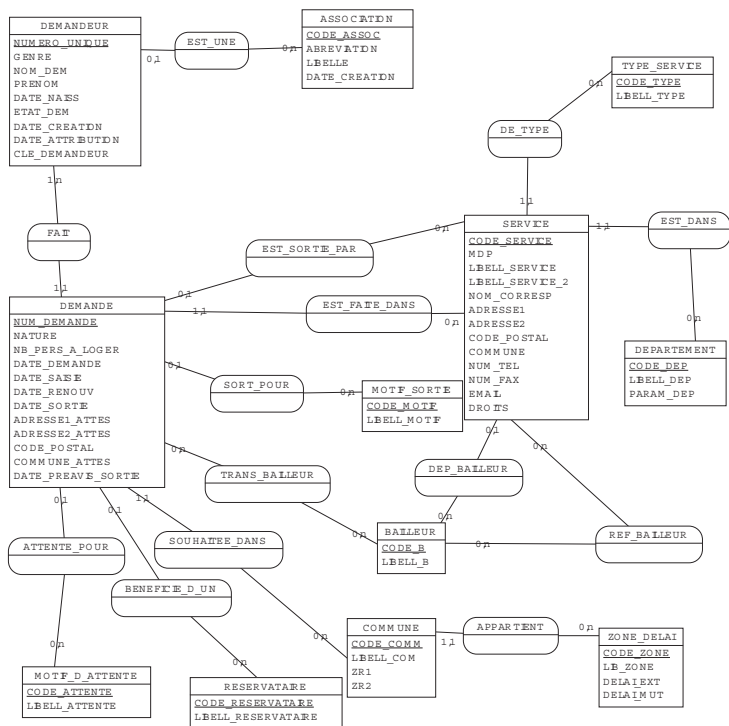 DEMANDEUR
NUMERO_UNIQUE
GENRE
NOM_DEM
PRENOM
DATE_NAISS
ETAT_DEM
DATE_CREATION
DATE_ATTRIBUTION
CLE_DEMANDEUR
0,1
EST_UNE
0,n
ASSOCIATION
CODE_ASSOC
ABREVIATION
LIBELLE
DATE_CREATION
TYPE_SERVICE
CODE_TYPE
LIBELL_TYPE
0,n
DE_TYPE
1,1
1,n
FAIT
1,1
0,n
EST_SORTIE_PAR
0,1
SERVICE
CODE_SERVICE
MDP
LIBELL_SERVICE
LIBELL_SERVICE_2
NOM_CORRESP
ADRESSE1
ADRESSE2
CODE_POSTAL
COMMUNE
NUM_TEL
NUM_FAX
EMAIL
DROITS
1,1
EST_DANS
0,n
DEPARTEMENT
CODE_DEP
LIBELL_DEP
PARAM_DEP
DEMANDE
NUM_DEMANDE
NATURE
NB_PERS_A_LOGER
DATE_DEMANDE
DATE_SAISIE
DATE_RENOUV
DATE_SORTIE
ADRESSE1_ATTES
ADRESSE2_ATTES
CODE_POSTAL
COMMUNE_ATTES
DATE_PREAVIS_SORTIE
1,1
EST_FAITE_DANS
0,n
0,1
SORT_POUR
0,n
MOTIF_SORTIE
CODE_MOTIF
LIBELL_MOTIF
0,n
TRANS_BAILLEUR
0,n
0,1
DEP_BAILLEUR
0,n
0,n
REF_BAILLEUR
0,n
BAILLEUR
CODE_B
LIBELL_B
0,1
ATTENTE_POUR
0,n
0,1
BENEFICIE_D_UN
0,n
1,1
SOUHAITEE_DANS
0,n
COMMUNE
CODE_COMM
LIBELL_COM
ZR1
ZR2
1,1
APPARTIENT
0,n
ZONE_DELAI
CODE_ZONE
LIB_ZONE
DELAI_EXT
DELAI_MUT
MOTIF_D_ATTENTE
CODE_ATTENTE
LIBELL_ATTENTE
RESERVATAIRE
CODE_RESERVATAIRE
LIBELL_RESERVATAIRE